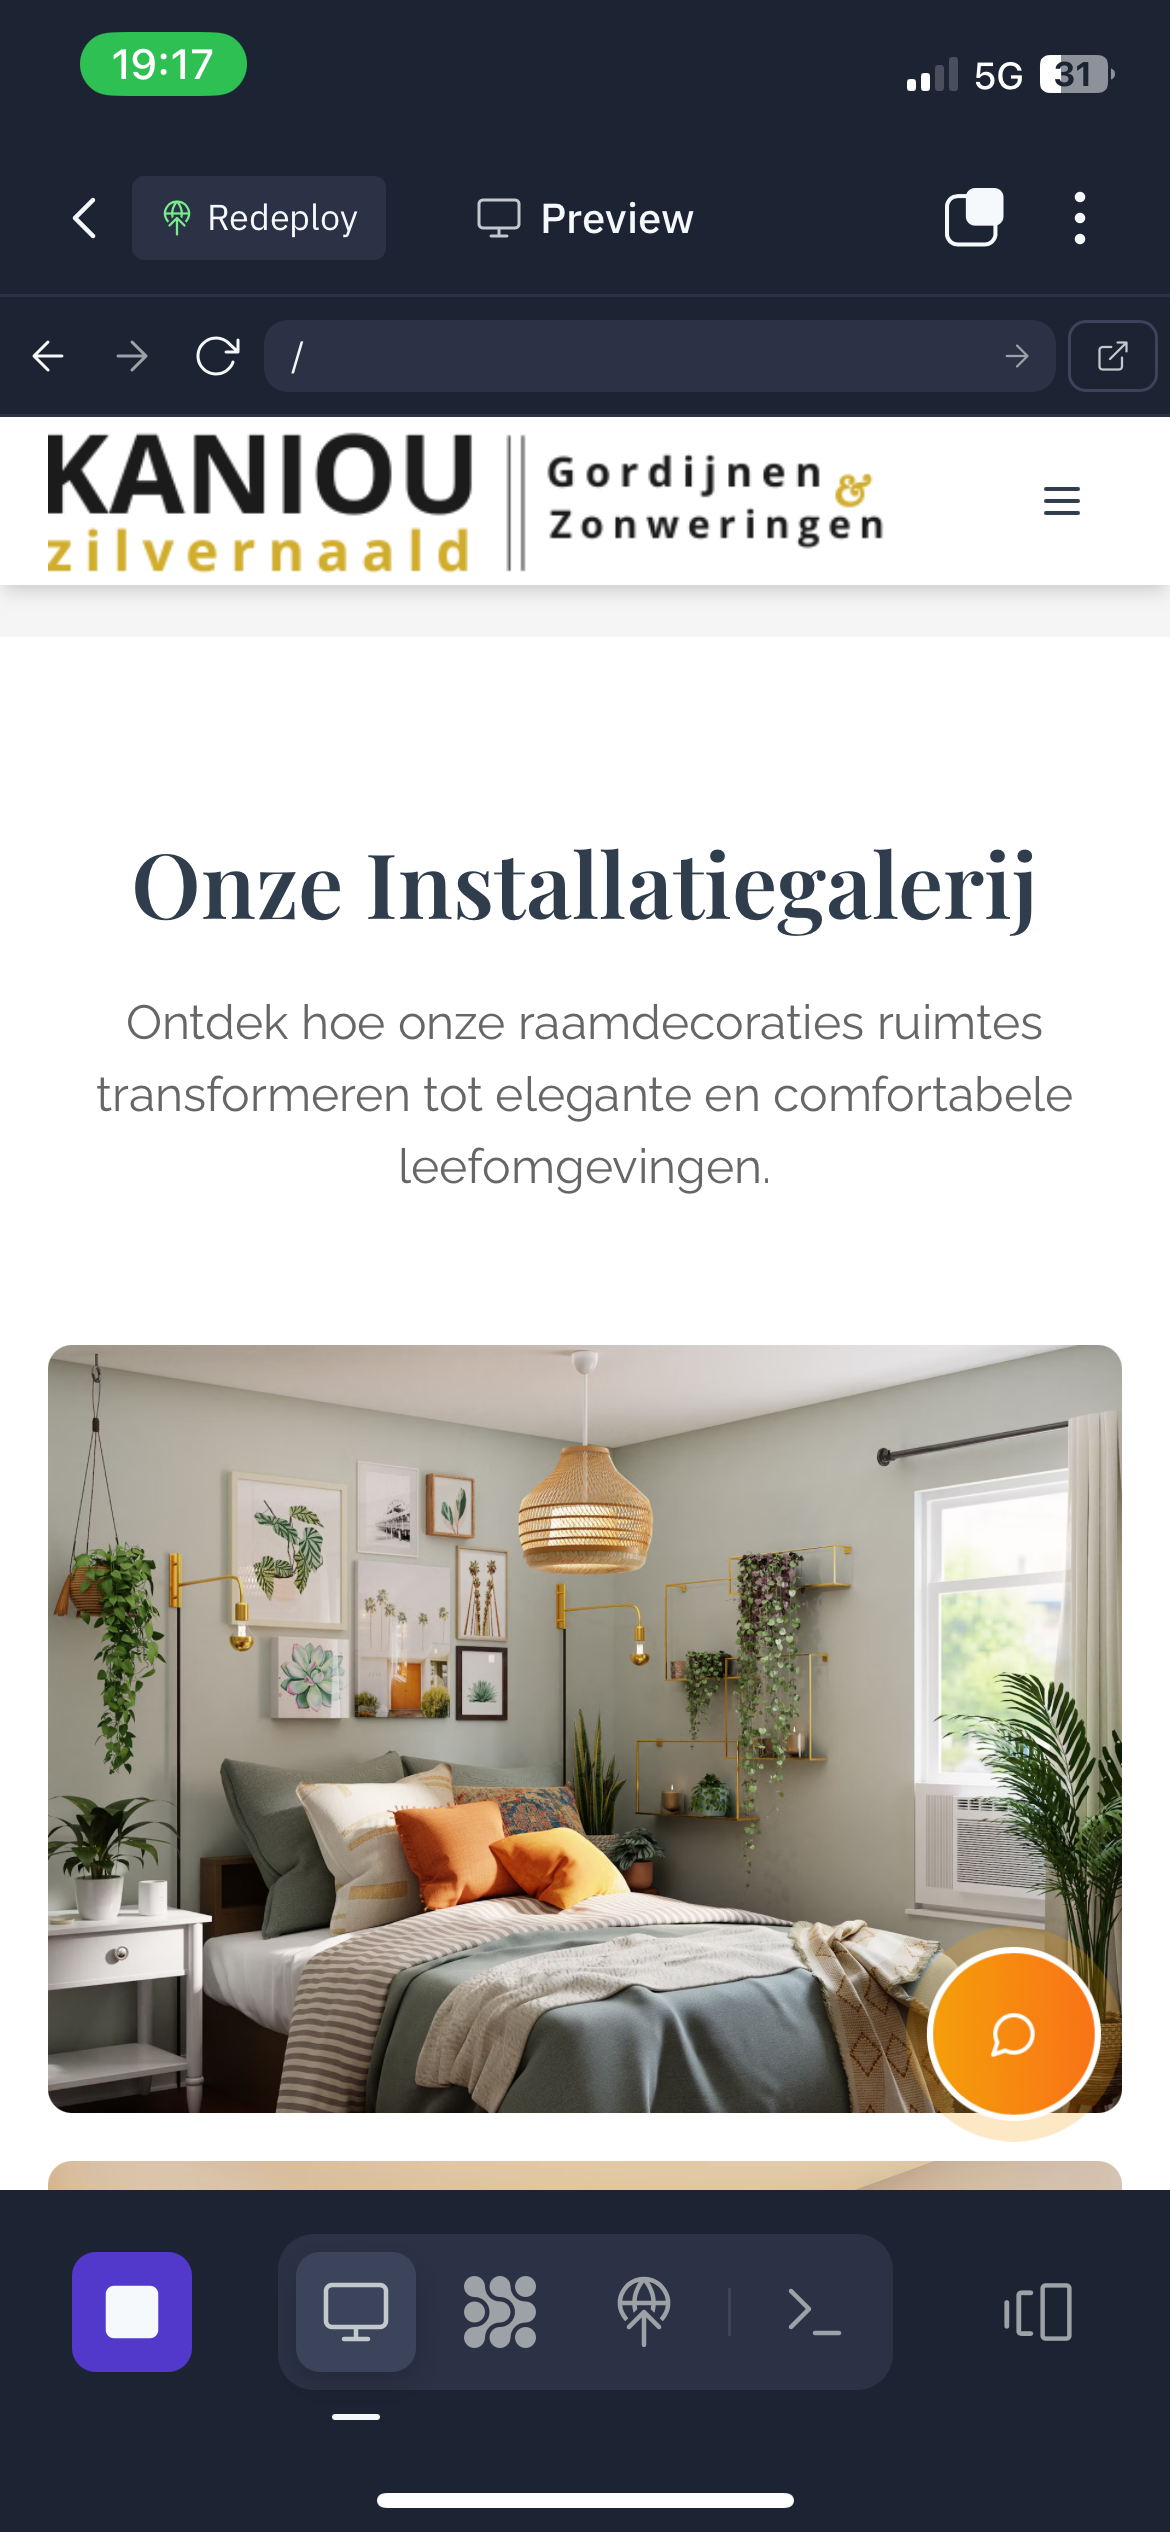 19:17
5G 31
Redeploy
Preview
/
KANIOU
zilvernaald
Gordijnen &
Zonweringen
Onze Installatiegalerij
Ontdek hoe onze raamdecoraties ruimtes
transformeren tot elegante en comfortabele
leefomgevingen.